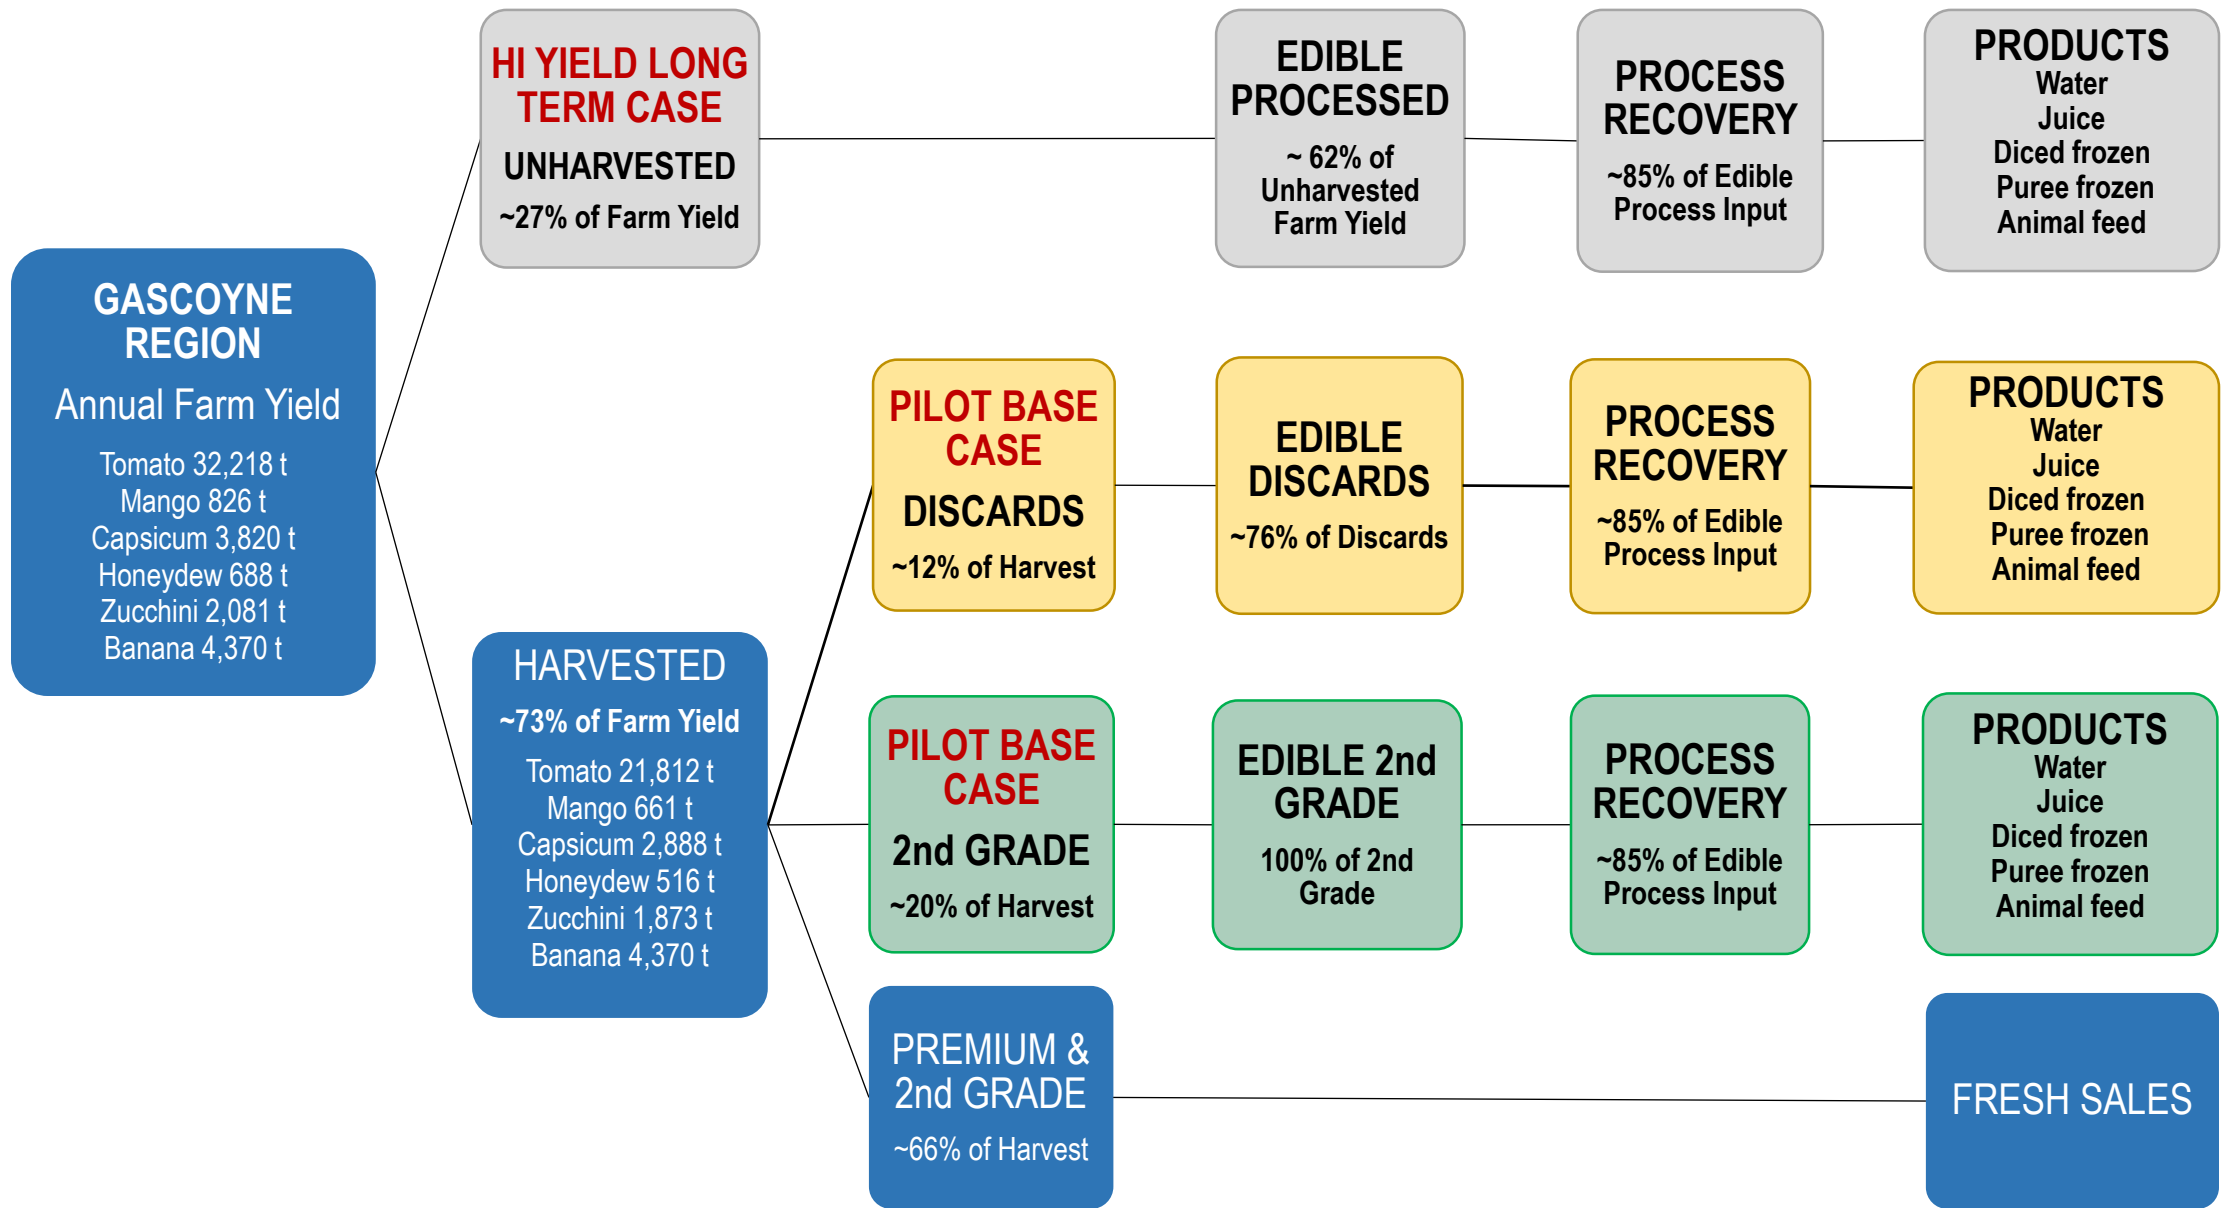 GASCOYNE
REGION
Annual Farm Yield
Tomato 32,218 t
Mango 826 t
Capsicum 3,820 t
Honeydew 688 t
Zucchini 2,081 t
Banana 4,370 t
HI YIELD LONG
TERM CASE
UNHARVESTED
~27% of Farm Yield
EDIBLE
PROCESSED
~ 62% of
Unharvested
Farm Yield
PROCESS
RECOVERY
~85% of Edible
Process Input
PRODUCTS
Water
Juice
Diced frozen
Puree frozen
Animal feed
HARVESTED
~73% of Farm Yield
Tomato 21,812 t
Mango 661 t
Capsicum 2,888 t
Honeydew 516 t
Zucchini 1,873 t
Banana 4,370 t
PILOT BASE
CASE
DISCARDS
~12% of Harvest
EDIBLE
DISCARDS
~76% of Discards
PROCESS
RECOVERY
~85% of Edible
Process Input
PRODUCTS
Water
Juice
Diced frozen
Puree frozen
Animal feed
PILOT BASE
CASE
2nd GRADE
~20% of Harvest
EDIBLE 2nd
GRADE
100% of 2nd
Grade
PROCESS
RECOVERY
~85% of Edible
Process Input
PRODUCTS
Water
Juice
Diced frozen
Puree frozen
Animal feed
PREMIUM &
2nd GRADE
~66% of Harvest
FRESH SALES